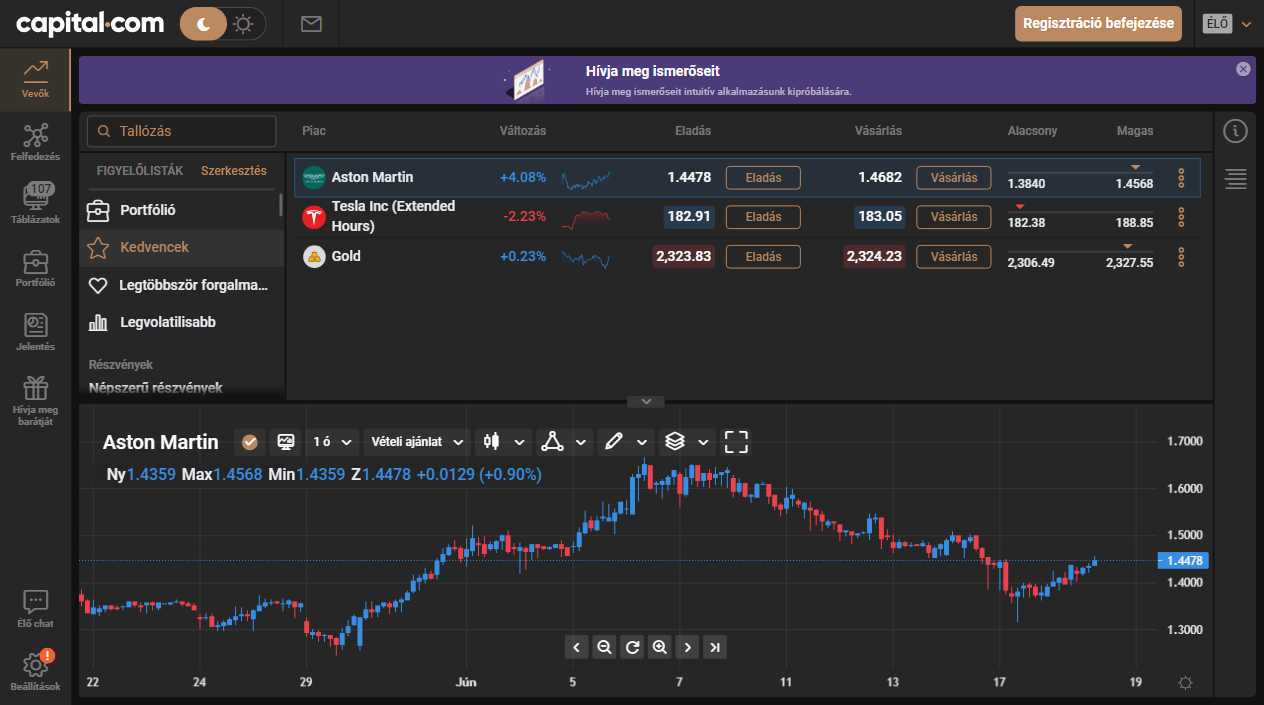 capital.com
Regisztráció befejezése
ÉLŐ
Hívja meg ismerőseit
Hívja meg ismerőseit intuitív alkalmazásunk kipróbálására.
Vevők
Felfedezés
107
Táblázatok
Portfólió
Jelentés
Hívja meg
barátját
Élő chat
!
Beállítások
Tallózás
FIGYELŐLISTÁK Szerkesztés
Portfólió
Kedvencek
Legtöbbször forgalma...
Legvolatilisabb
Részvények
Népszerű részvények
Piac Változás Eladás Vásárlás Alacsony Magas
Aston Martin +4.08% 1.4478 Eladás 1.4682 Vásárlás 1.3840 1.4568
Tesla Inc (Extended
Hours) -2.23% 182.91 Eladás 183.05 Vásárlás 182.38 188.85
Gold +0.23% 2,323.83 Eladás 2,324.23 Vásárlás 2,306.49 2,327.55
Aston Martin 1 ó Vételi ajánlat
Ny1.4359 Max1.4568 Min1.4359 Z1.4478 +0.0129 (+0.90%)
1.7000
1.6000
1.5000
1.4478
1.4000
1.3000
22 24 29 Jún 5 7 11 13 17 19